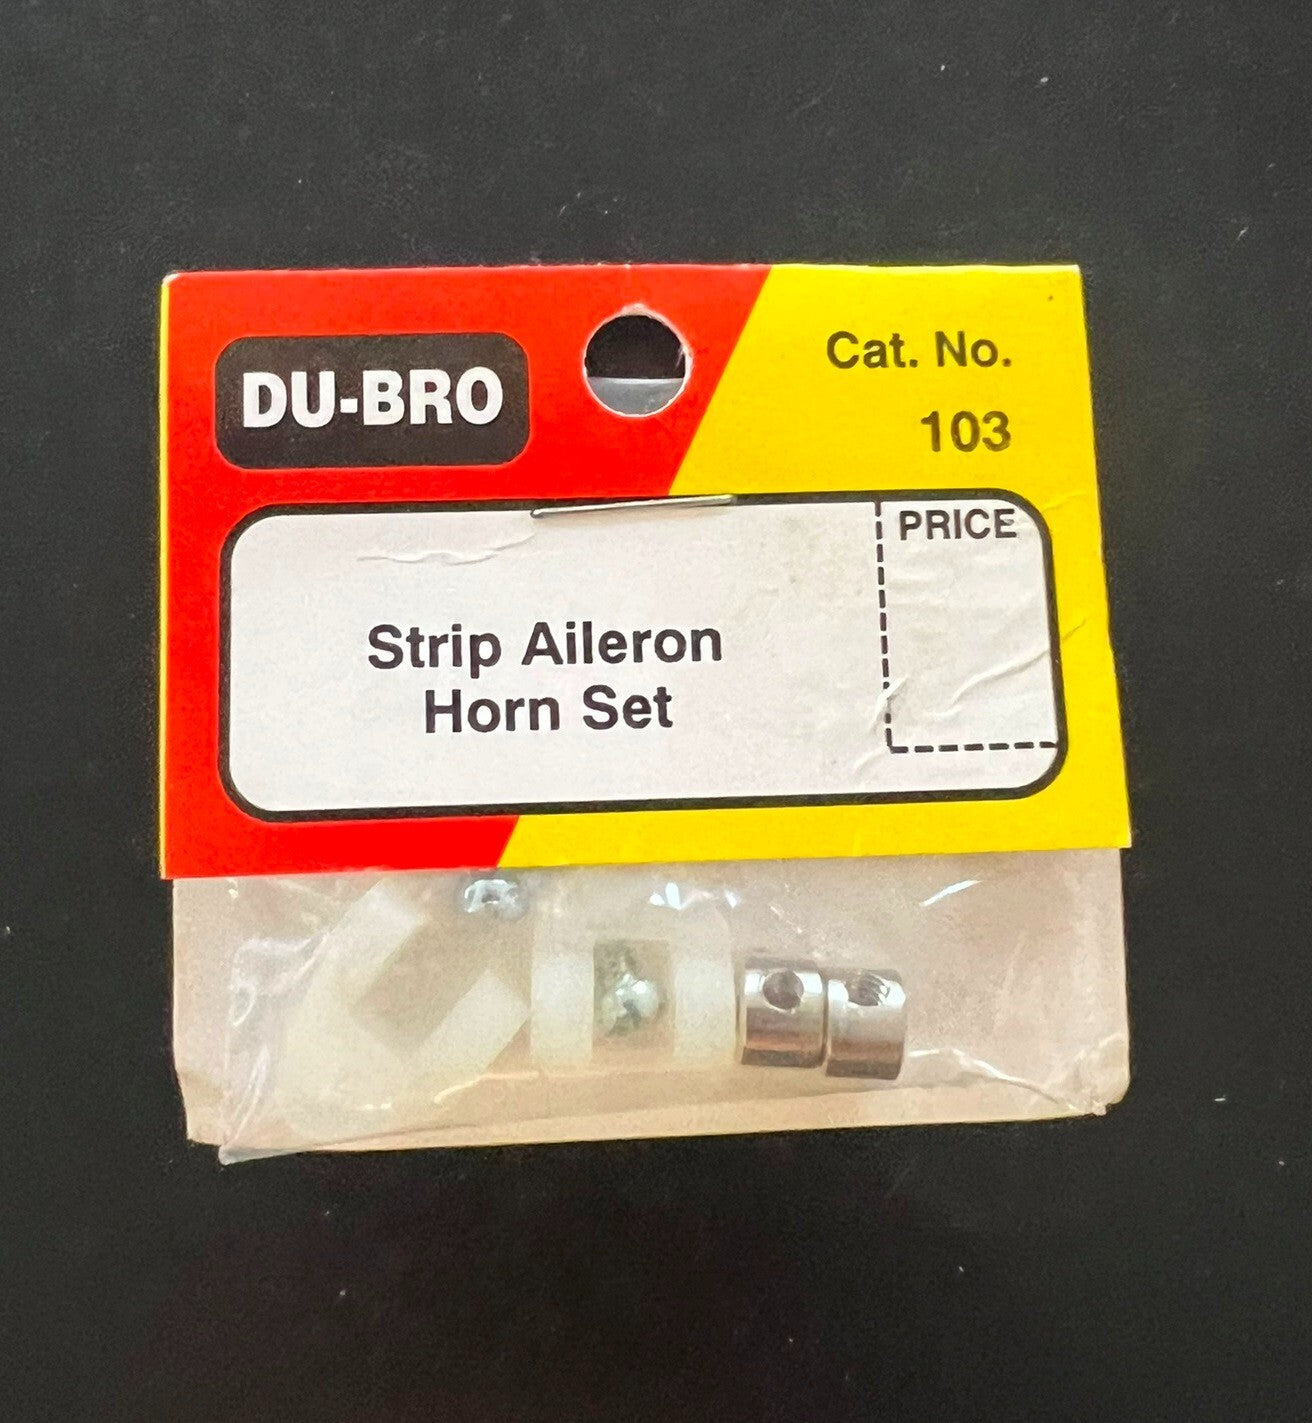 DU-BRO
Cat. No.
103
PRICE
Strip Aileron
Horn Set